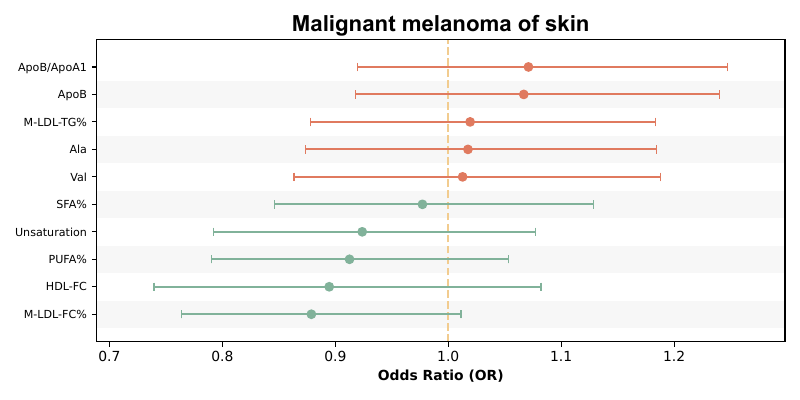 Malignant melanoma of skin
ApoB/ApoA1
ApoB
M-LDL-TG%
Ala
Val
SFA%
Unsaturation
PUFA%
HDL-FC
M-LDL-FC%
0.7 0.8 0.9 1.0 1.1 1.2
Odds Ratio (OR)